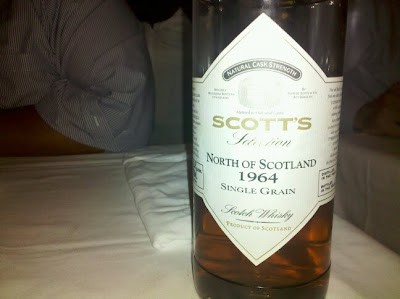 NATURAL CASK STRENGTH
SCOTT'S
Selection
NORTH OF SCOTLAND
1964
SINGLE GRAIN
Scotch Whisky
PRODUCT OF SCOTLAND